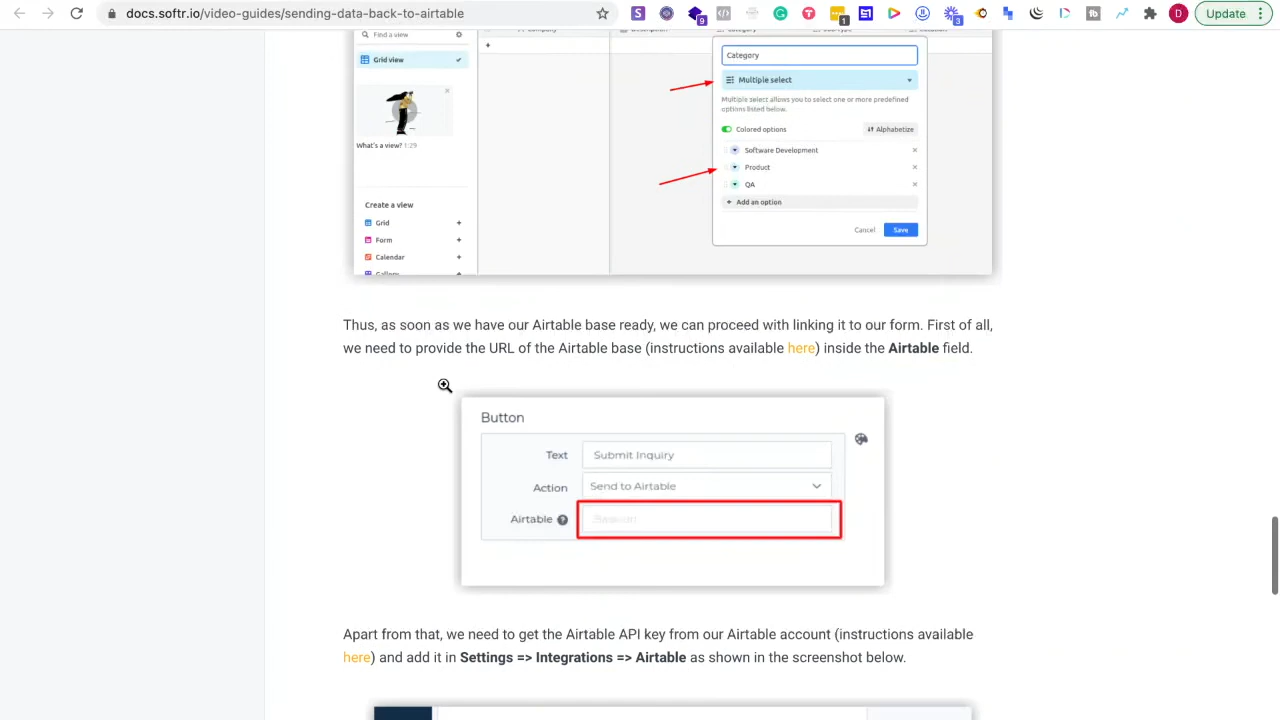 docs.softr.io/video-guides/sending-data-back-to-airtable
Update
Find a view
Grid view
What's a view? 1:29
Create a view
Grid
Form
Calendar
Gallery
Category
Multiple select
Multiple select allows you to select one or more predefined
options listed below.
Colored options
Alphabetize
Software Development
Product
QA
Add an option
Cancel
Save
Thus, as soon as we have our Airtable base ready, we can proceed with linking it to our form. First of all,
we need to provide the URL of the Airtable base (instructions available here) inside the Airtable field.
Button
Text
Submit Inquiry
Action
Send to Airtable
Airtable
Apart from that, we need to get the Airtable API key from our Airtable account (instructions available
here) and add it in Settings => Integrations => Airtable as shown in the screenshot below.